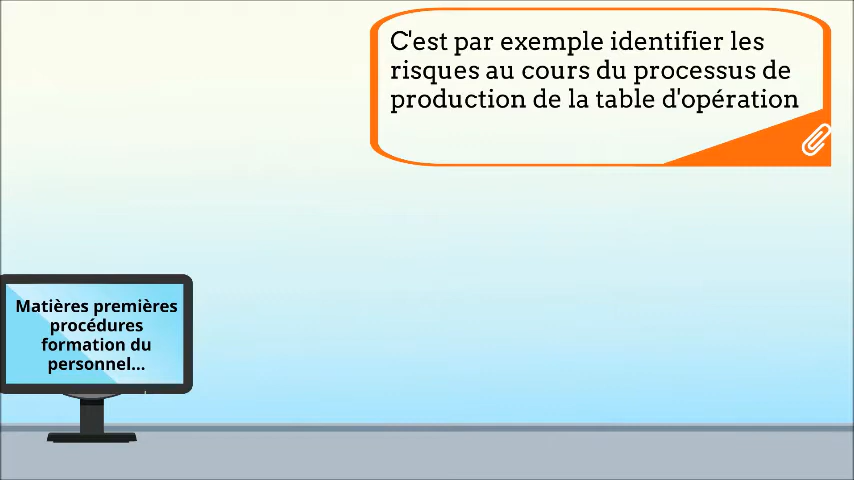 C'est par exemple identifier les
risques au cours du processus de
production de la table d'opération
Matières premières
procédures
formation du
personnel...